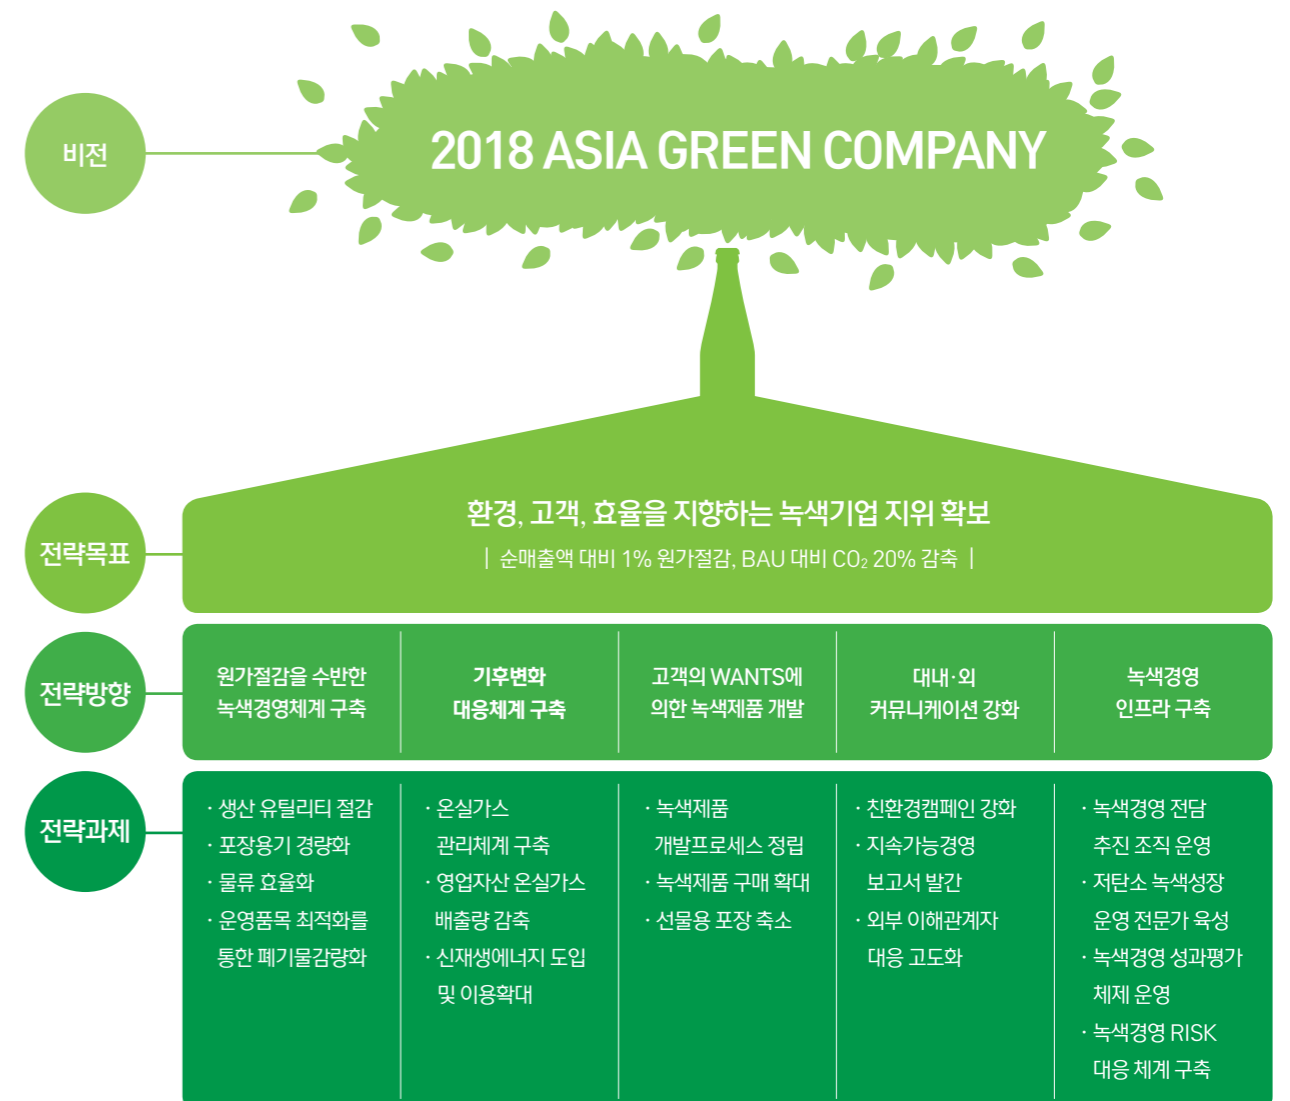 비전
2018 ASIA GREEN COMPANY
전략목표
환경, 고객, 효율을 지향하는 녹색기업 지위 확보
| 순매출액 대비 1% 원가절감, BAU 대비 CO₂ 20% 감축 |
전략방향
원가절감을 수반한
녹색경영체계 구축
기후변화
대응체계 구축
고객의 WANTS에
의한 녹색제품 개발
대내·외
커뮤니케이션 강화
녹색경영
인프라 구축
전략과제
· 생산 유틸리티 절감
· 포장용기 경량화
· 물류 효율화
· 운영품목 최적화를
통한 폐기물감량화
· 온실가스
관리체계 구축
· 영업자산 온실가스
배출량 감축
· 신재생에너지 도입
및 이용확대
· 녹색제품
개발프로세스 정립
· 녹색제품 구매 확대
· 선물용 포장 축소
· 친환경캠페인 강화
· 지속가능경영
보고서 발간
· 외부 이해관계자
대응 고도화
· 녹색경영 전담
추진 조직 운영
· 저탄소 녹색성장
운영 전문가 육성
· 녹색경영 성과평가
체제 운영
· 녹색경영 RISK
대응 체계 구축